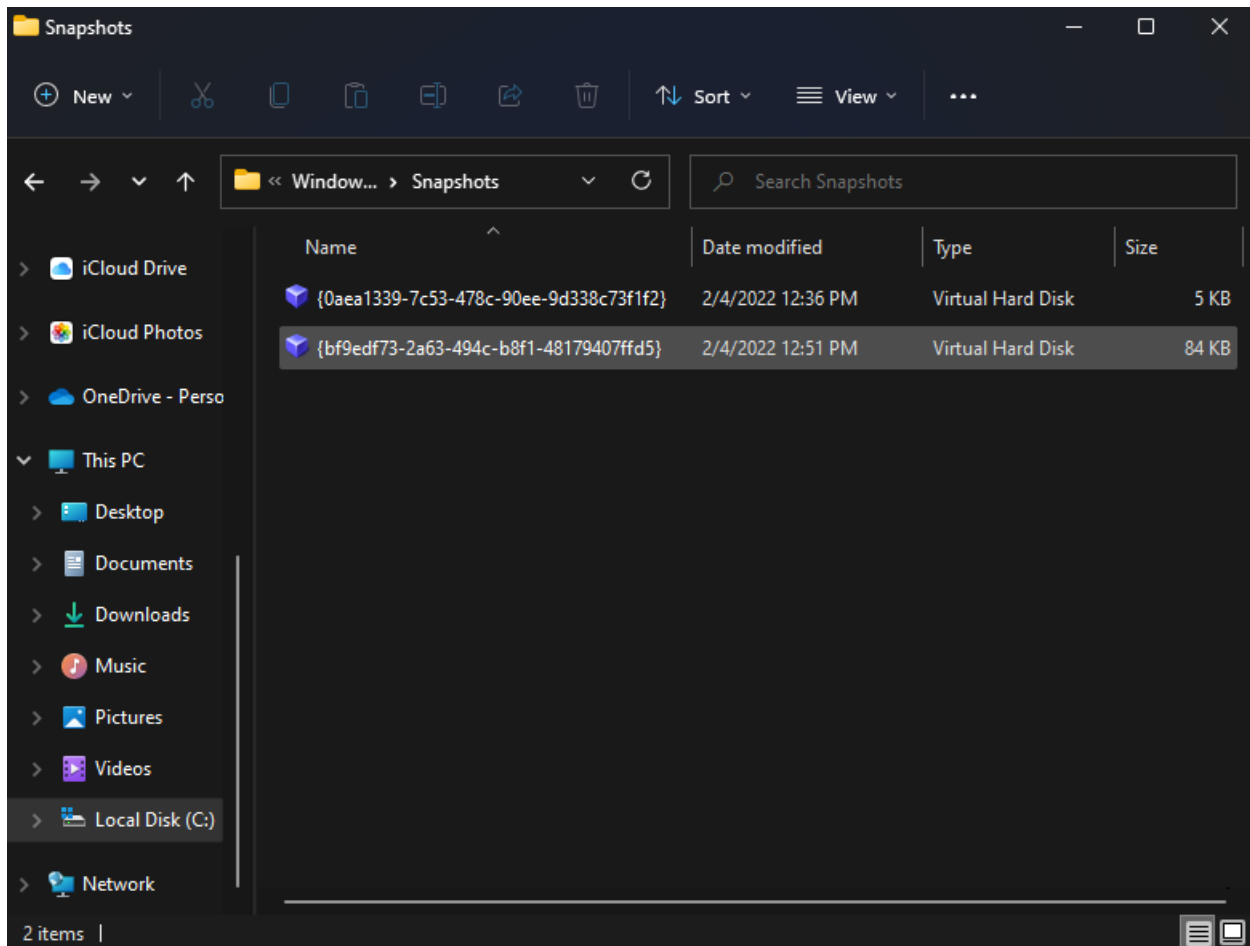 Snapshots
New Sort View
Window... Snapshots Search Snapshots
Name Date modified Type Size
{0aea1339-7c53-478c-90ee-9d338c73f1f2} 2/4/2022 12:36 PM Virtual Hard Disk 5 KB
{bf9edf73-2a63-494c-b8f1-48179407ffd5} 2/4/2022 12:51 PM Virtual Hard Disk 84 KB
iCloud Drive
iCloud Photos
OneDrive - Perso
This PC
Desktop
Documents
Downloads
Music
Pictures
Videos
Local Disk (C:)
Network
2 items